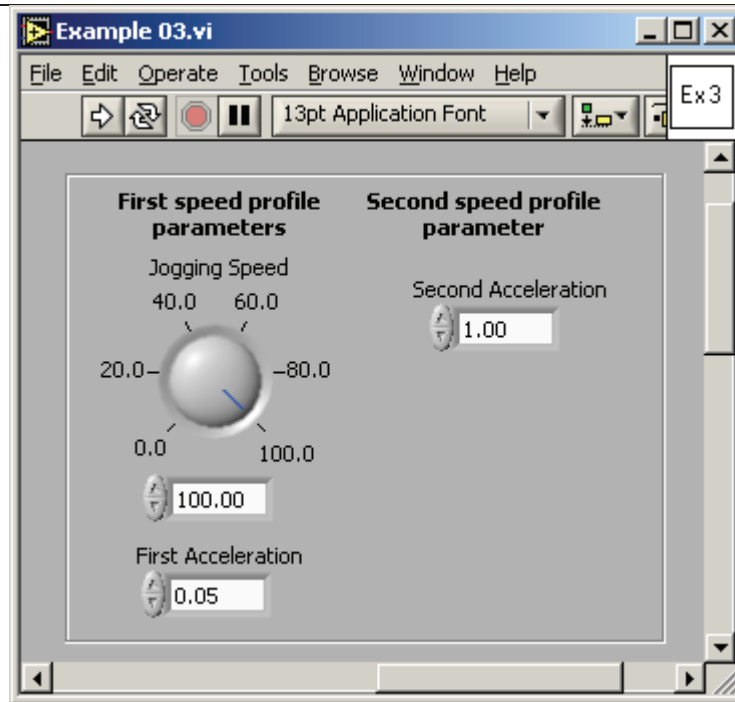 Example 03.vi
File Edit Operate Tools Browse Window Help
Ex3
13pt Application Font
First speed profile
parameters
Second speed profile
parameter
Jogging Speed
40.0 60.0
20.0 80.0
0.0 100.0
100.00
First Acceleration
0.05
Second Acceleration
1.00